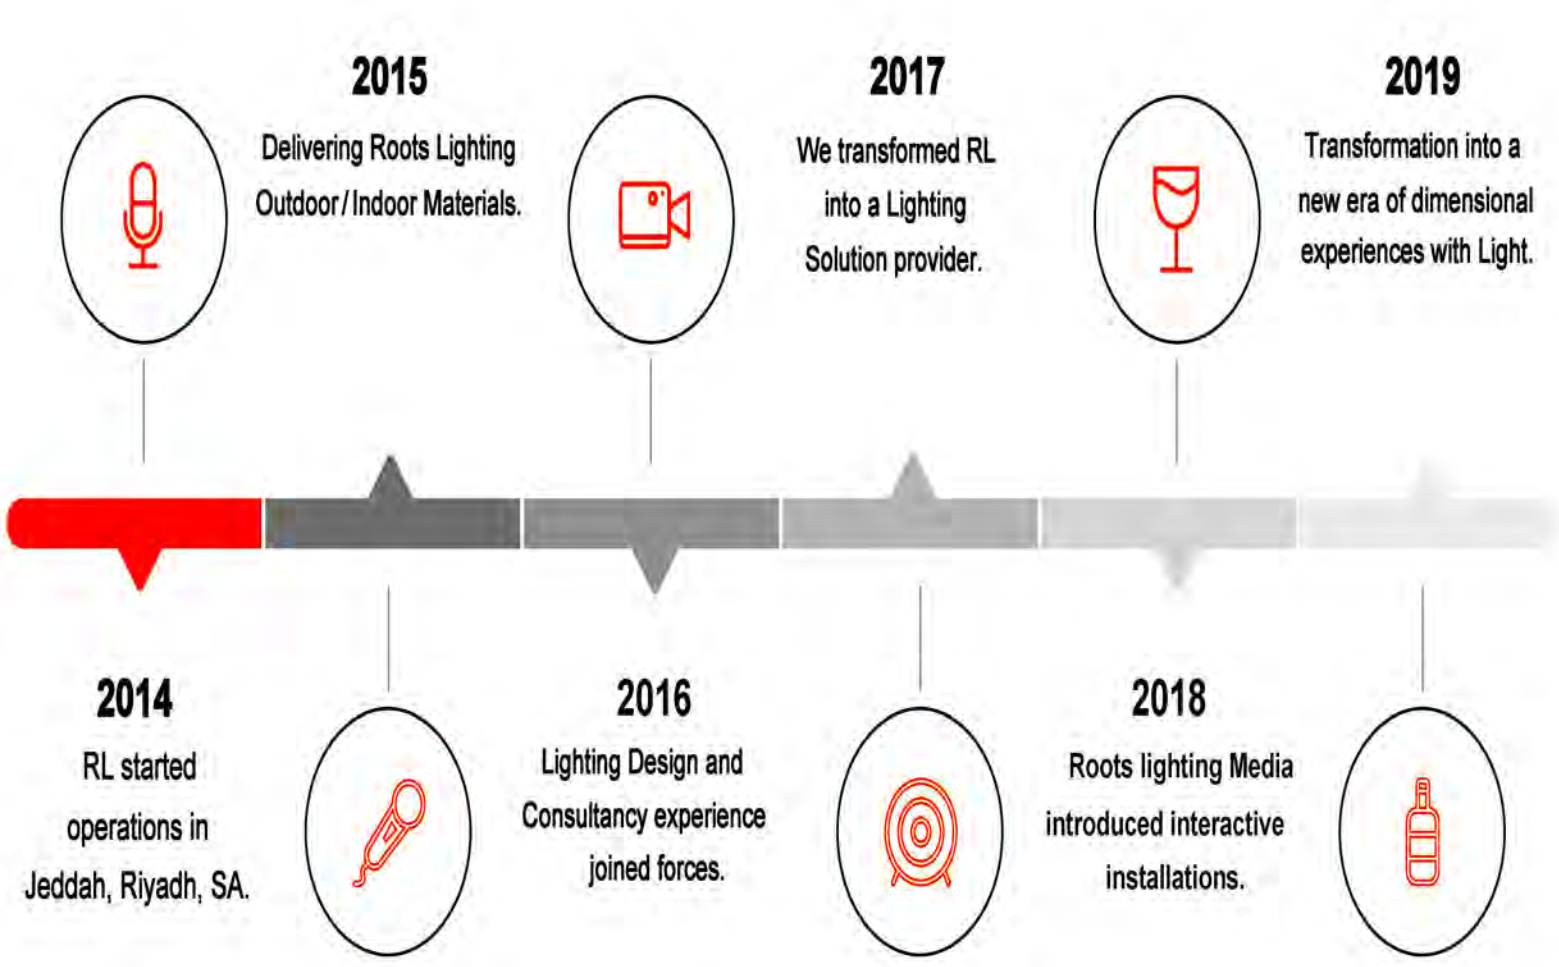 2015
Delivering Roots Lighting
Outdoor/Indoor Materials.
2017
We transformed RL
into a Lighting
Solution provider.
2019
Transformation into a
new era of dimensional
experiences with Light.
2014
RL started
operations in
Jeddah, Riyadh, SA.
2016
Lighting Design and
Consultancy experience
joined forces.
2018
Roots lighting Media
introduced interactive
installations.